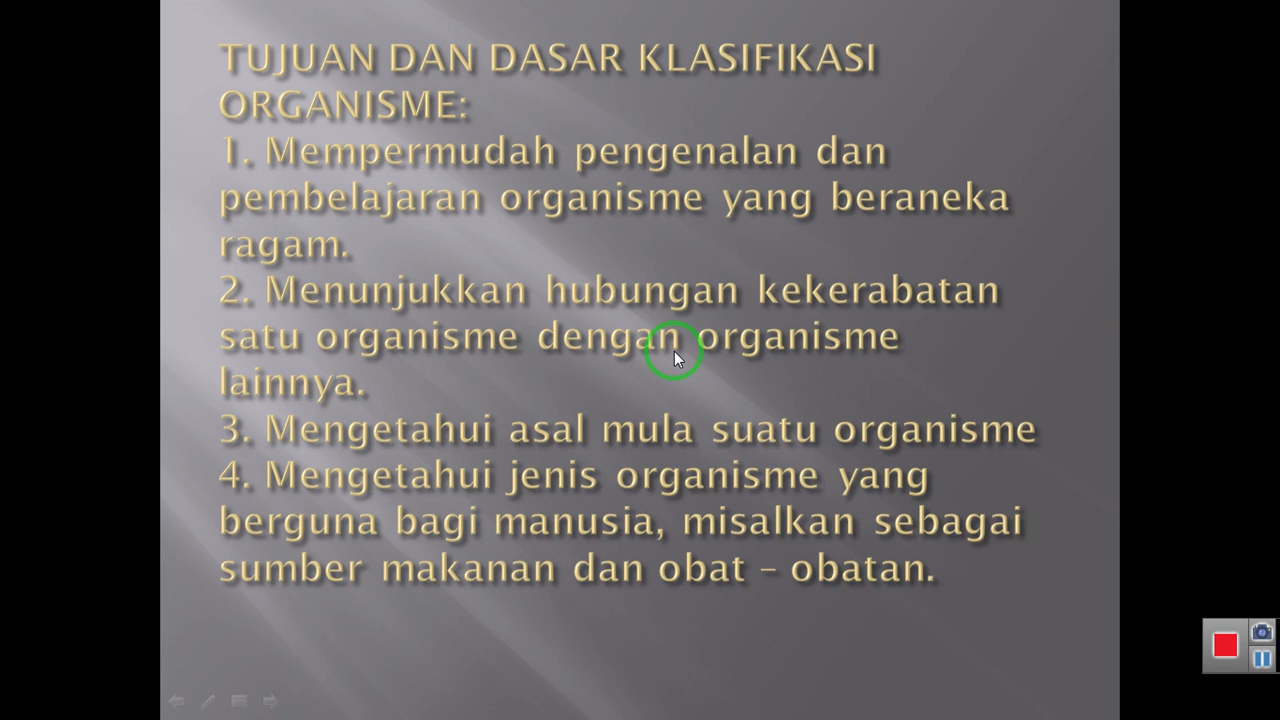 TUJUAN DAN DASAR KLASIFIKASI
ORGANISME:
1. Mempermudah pengenalan dan
pembelajaran organisme yang beraneka
ragam.
2. Menunjukkan hubungan kekerabatan
satu organisme dengan organisme
lainnya.
3. Mengetahui asal mula suatu organisme
4. Mengetahui jenis organisme yang
berguna bagi manusia, misalkan sebagai
sumber makanan dan obat – obatan.